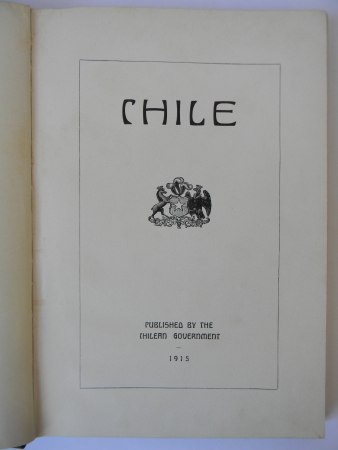 CHILE
PUBLISHED BY THE
CHILEAN GOVERNMENT
1915